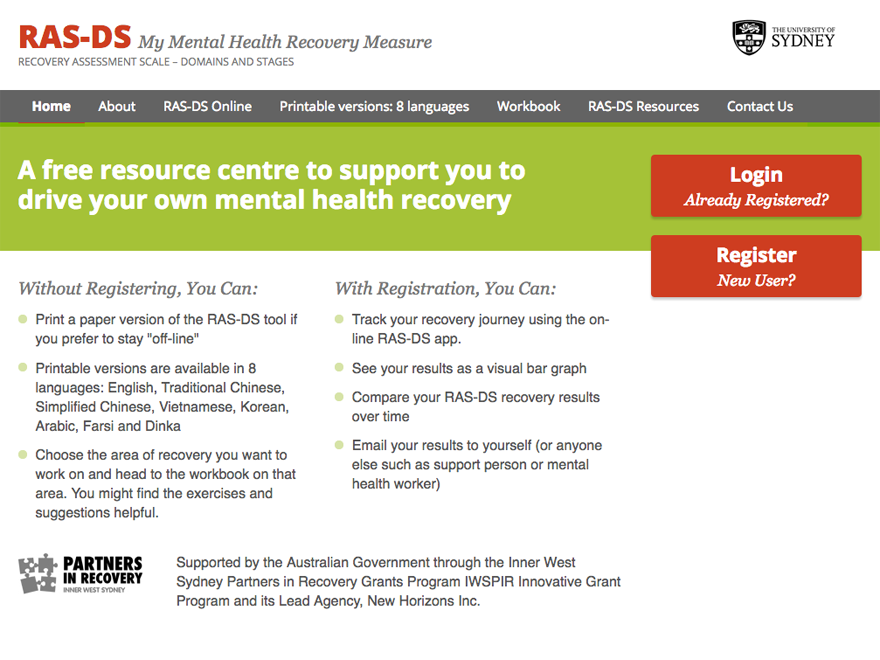 RAS-DS My Mental Health Recovery Measure
RECOVERY ASSESSMENT SCALE – DOMAINS AND STAGES
THE UNIVERSITY OF
SYDNEY
Home About RAS-DS Online Printable versions: 8 languages Workbook RAS-DS Resources Contact Us
A free resource centre to support you to
drive your own mental health recovery
Login
Already Registered?
Register
New User?
Without Registering, You Can:
Print a paper version of the RAS-DS tool if
you prefer to stay "off-line"
Printable versions are available in 8
languages: English, Traditional Chinese,
Simplified Chinese, Vietnamese, Korean,
Arabic, Farsi and Dinka
Choose the area of recovery you want to
work on and head to the workbook on that
area. You might find the exercises and
suggestions helpful.
With Registration, You Can:
Track your recovery journey using the on-
line RAS-DS app.
See your results as a visual bar graph
Compare your RAS-DS recovery results
over time
Email your results to yourself (or anyone
else such as support person or mental
health worker)
PARTNERS
IN RECOVERY
INNER WEST SYDNEY
Supported by the Australian Government through the Inner West
Sydney Partners in Recovery Grants Program IWSPIR Innovative Grant
Program and its Lead Agency, New Horizons Inc.